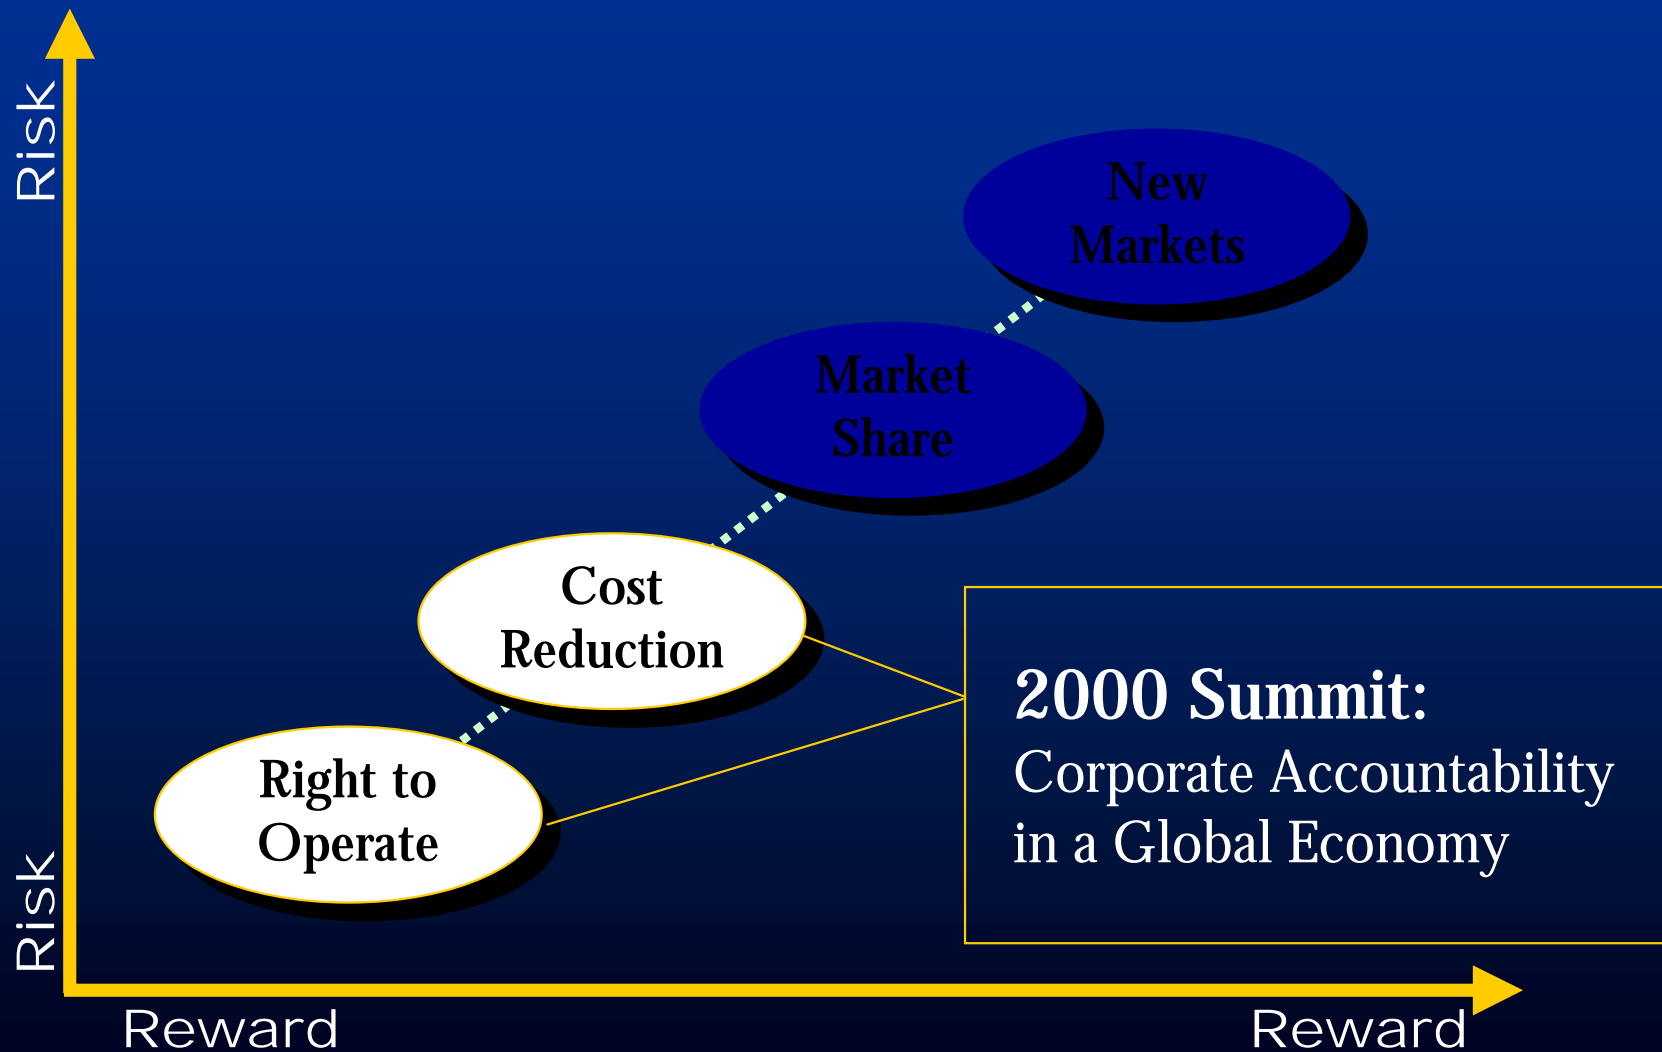 Risk
New
Markets
Market
Share
Cost
Reduction
2000 Summit:
Corporate Accountability
in a Global Economy
Right to
Operate
Risk
Reward
Reward